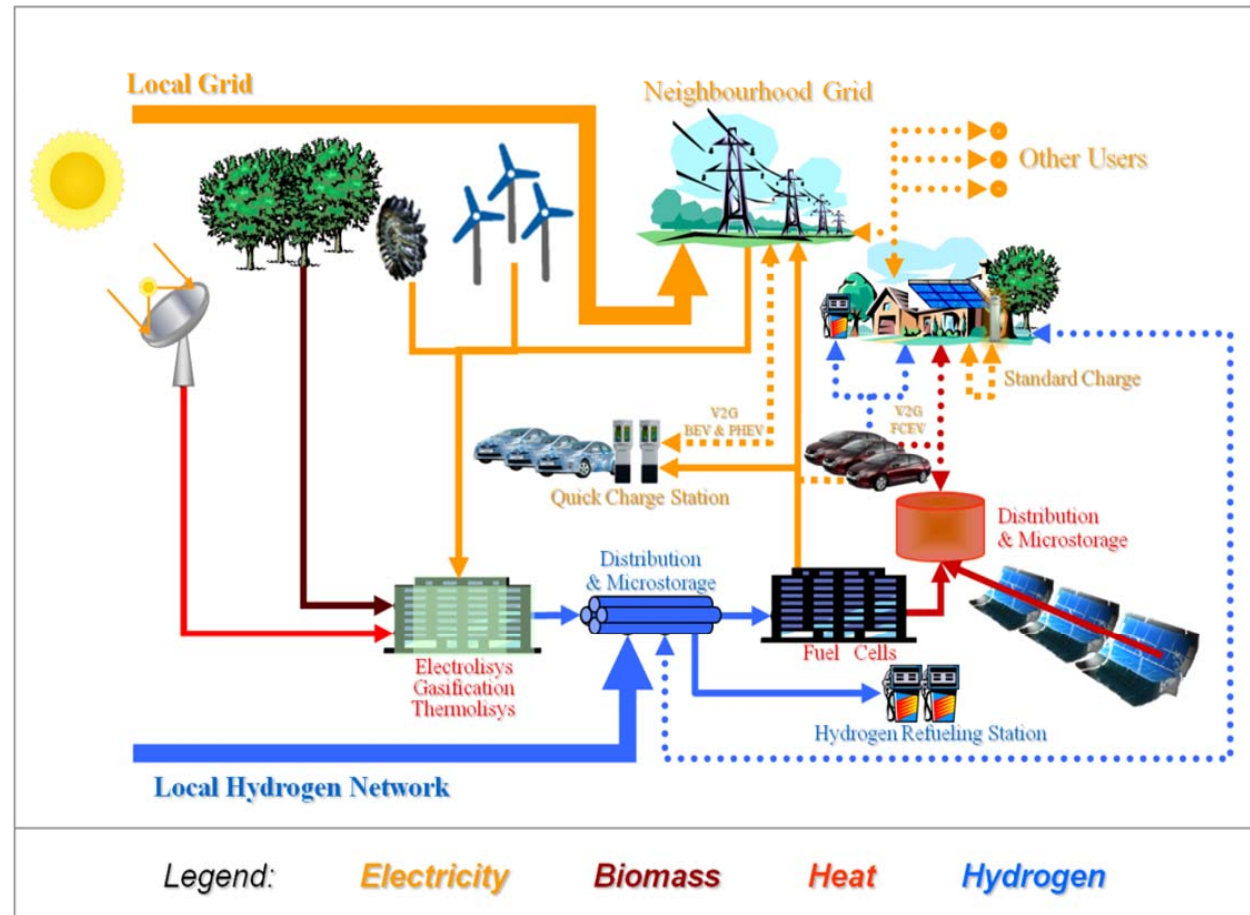 Local Grid
Neighbourhood Grid
Other Users
Standard Charge
V2G
BEV & PHEV
V2G
FCEV
Quick Charge Station
Distribution
& Microstorage
Distribution
& Microstorage
Electrolisys
Gasification
Thermolisys
Fuel Cells
Hydrogen Refueling Station
Local Hydrogen Network
Legend: Electricity Biomass Heat Hydrogen